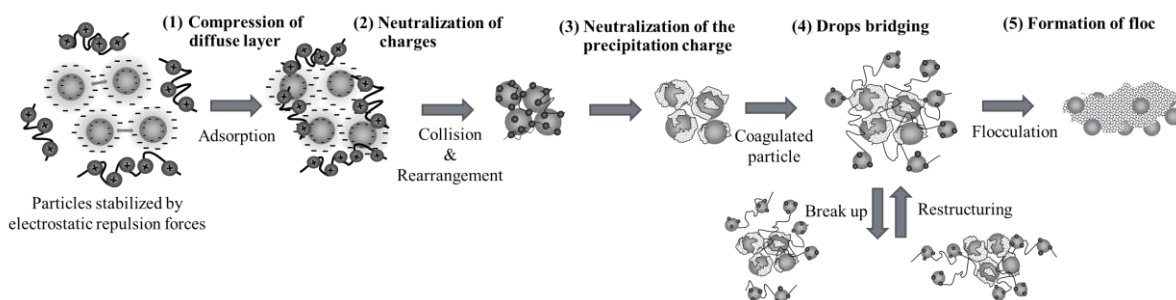 (1) Compression of
diffuse layer
(2) Neutralization of
charges
(3) Neutralization of the
precipitation charge
(4) Drops bridging
(5) Formation of floc
Adsorption
Collision
&
Rearrangement
Coagulated
particle
Flocculation
Particles stabilized by
electrostatic repulsion forces
Break up
Restructuring